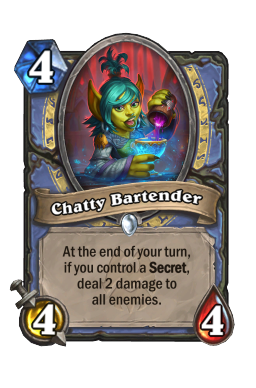 4
Chatty Bartender
At the end of your turn,
if you control a Secret,
deal 2 damage to
all enemies.
4
4